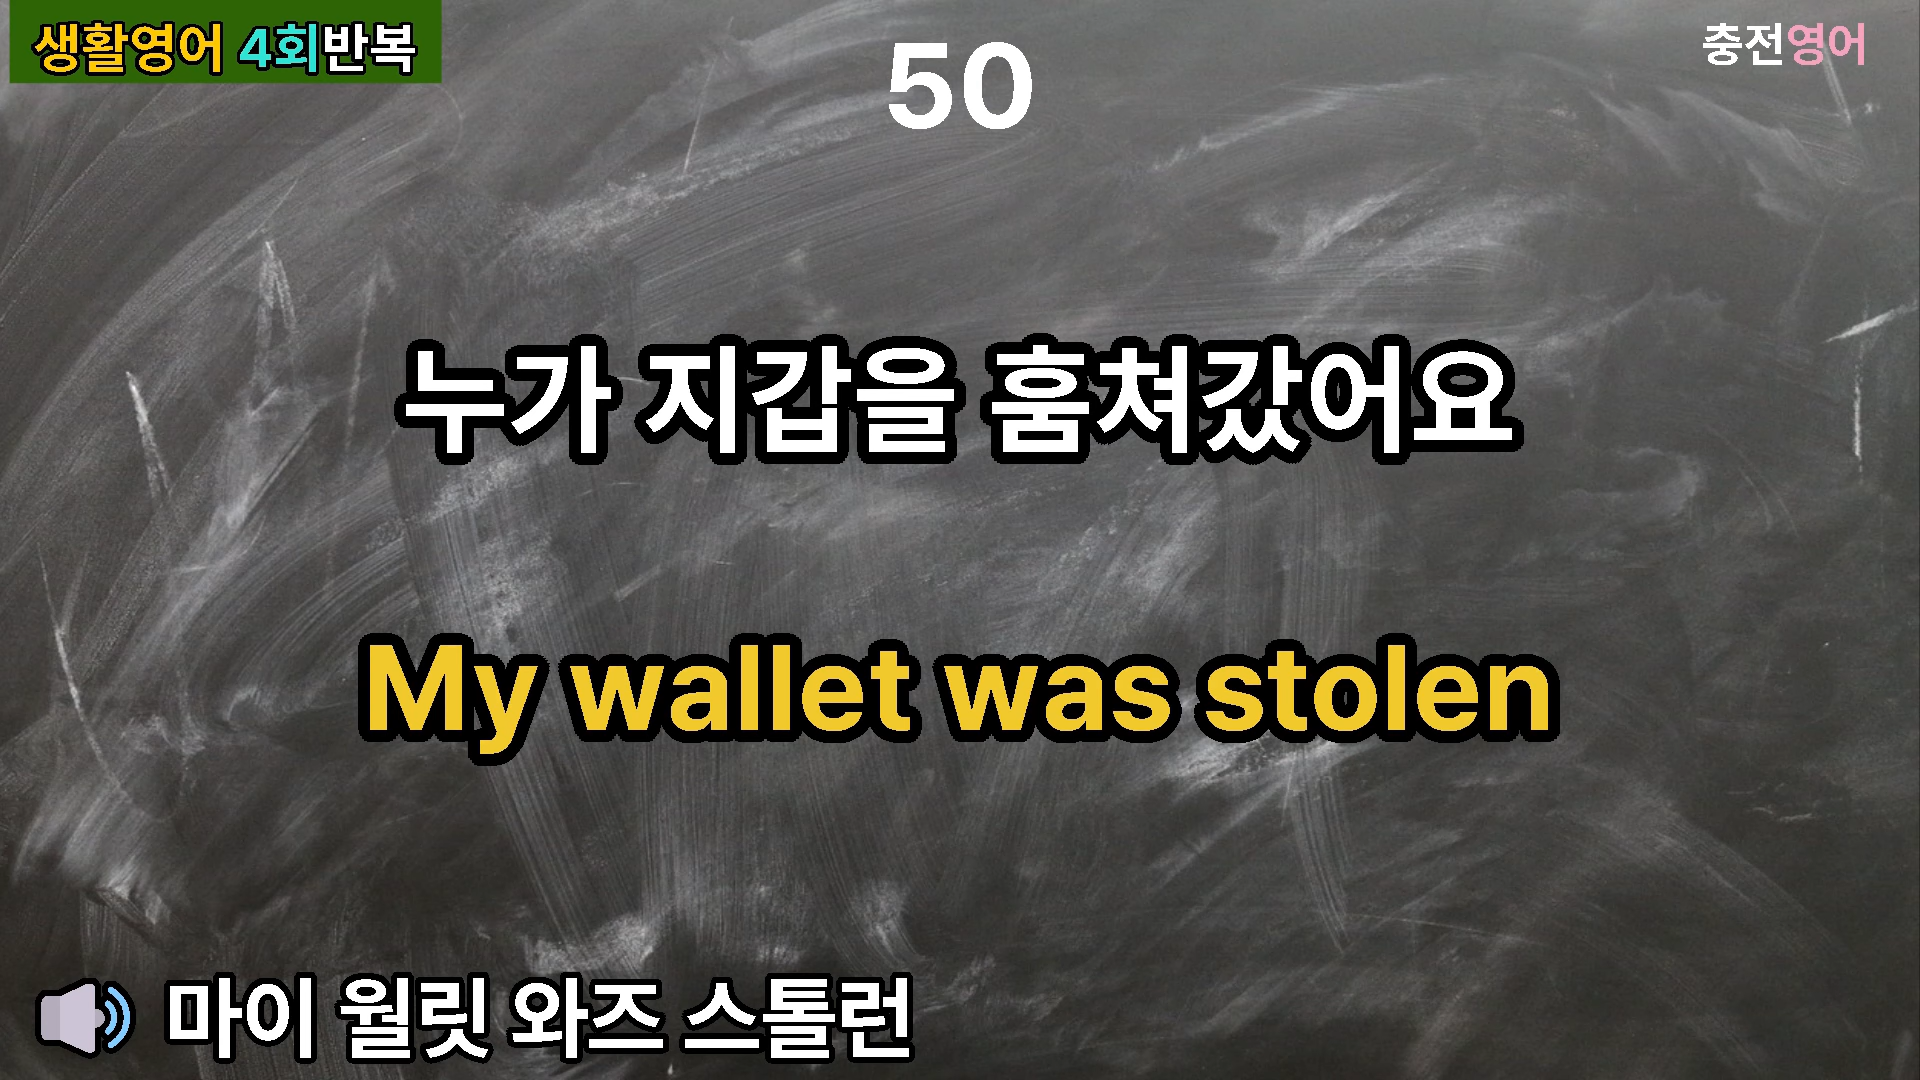 생활영어 4회반복
50
충전영어
누가 지갑을 훔쳐갔어요
My wallet was stolen
마이 월릿 와즈 스톨런